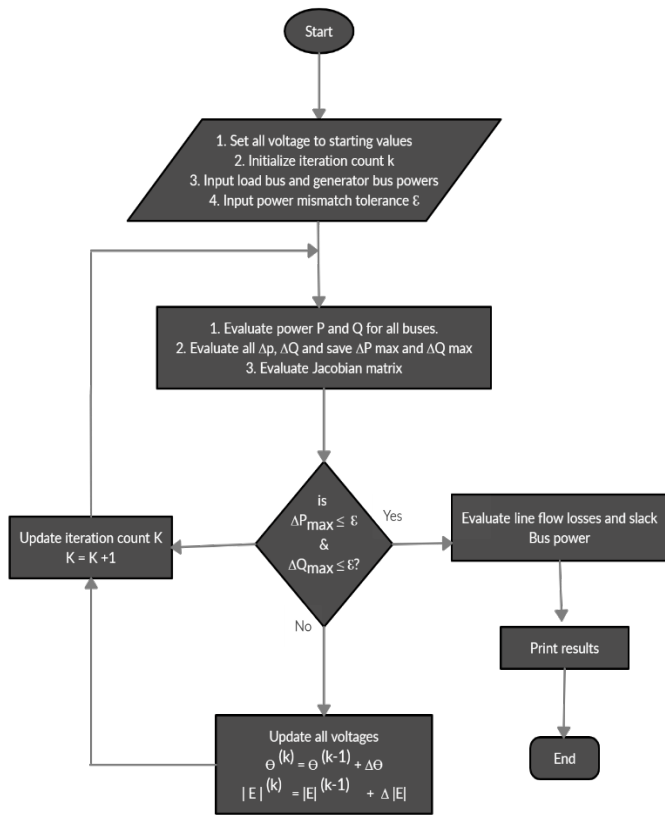 Start
1. Set all voltage to starting values
2. Initialize iteration count k
3. Input load bus and generator bus powers
4. Input power mismatch tolerance Ɛ
1. Evaluate power P and Q for all buses.
2. Evaluate all Δp, ΔQ and save ΔP max and ΔQ max
3. Evaluate Jacobian matrix
is
ΔPmax ≤ ε
&
ΔQmax ≤ ε?
Yes
No
Update iteration count K
K = K +1
Evaluate line flow losses and slack
Bus power
Print results
End
Update all voltages
Θ (k) = Θ (k-1) + ΔΘ
| E | (k) = |E| (k-1) + Δ |E|